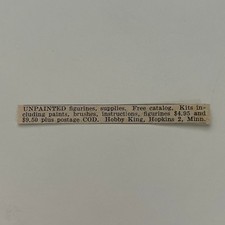 UNPAINTED figurines, supplies. Free catalog. Kits in-
cluding paints, brushes, instructions, figurines $4.95 and
$9.50 plus postage COD. Hobby King, Hopkins 2, Minn.